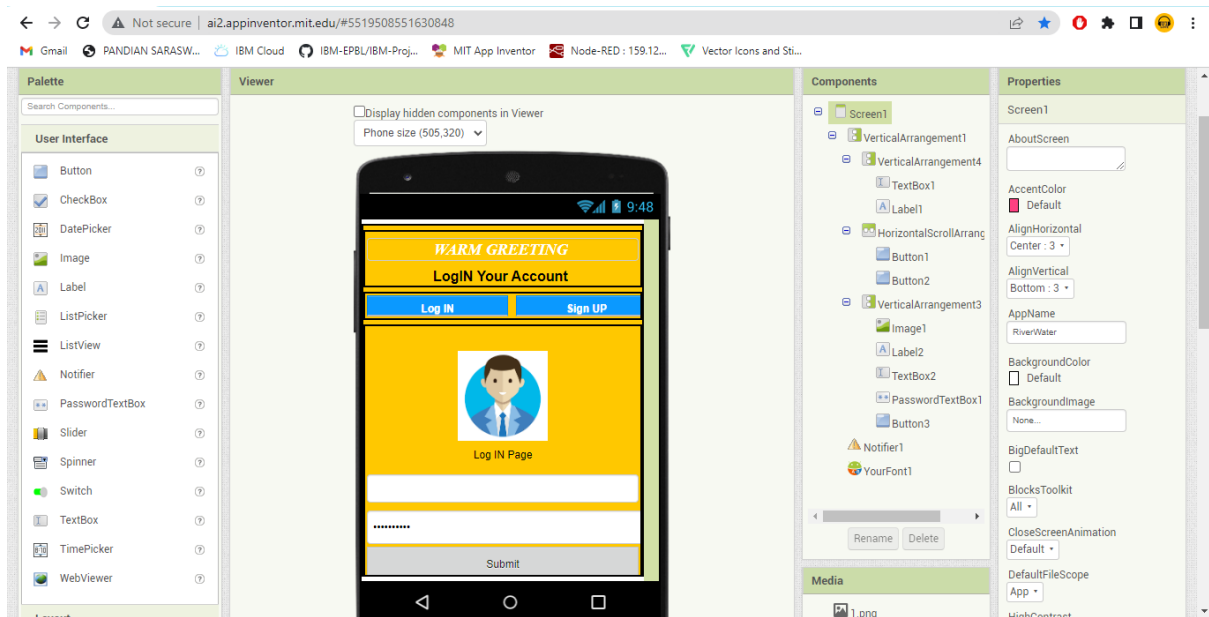 Not secure | ai2.appinventor.mit.edu/#5519508551630848
Gmail PANDIAN SARASW... IBM Cloud IBM-EPBL/IBM-Proj... MIT App Inventor Node-RED : 159.12... Vector Icons and Sti...
Palette
Search Components...
User Interface
Button
CheckBox
DatePicker
Image
Label
ListPicker
ListView
Notifier
PasswordTextBox
Slider
Spinner
Switch
TextBox
TimePicker
WebViewer
Viewer
Display hidden components in Viewer
Phone size (505,320)
9:48
WARM GREETING
LogIN Your Account
Log IN Sign UP
Log IN Page
Submit
Components
Screen1
VerticalArrangement1
VerticalArrangement4
TextBox1
Label1
HorizontalScrollArrang
Button1
Button2
VerticalArrangement3
Image1
Label2
TextBox2
PasswordTextBox1
Button3
Notifier1
YourFont1
Rename Delete
Media
1.png
Properties
Screen1
AboutScreen
AccentColor
Default
AlignHorizontal
Center : 3
AlignVertical
Bottom : 3
AppName
RiverWater
BackgroundColor
Default
BackgroundImage
None...
BigDefaultText
BlocksToolkit
All
CloseScreenAnimation
Default
DefaultFileScope
App
HighContrast